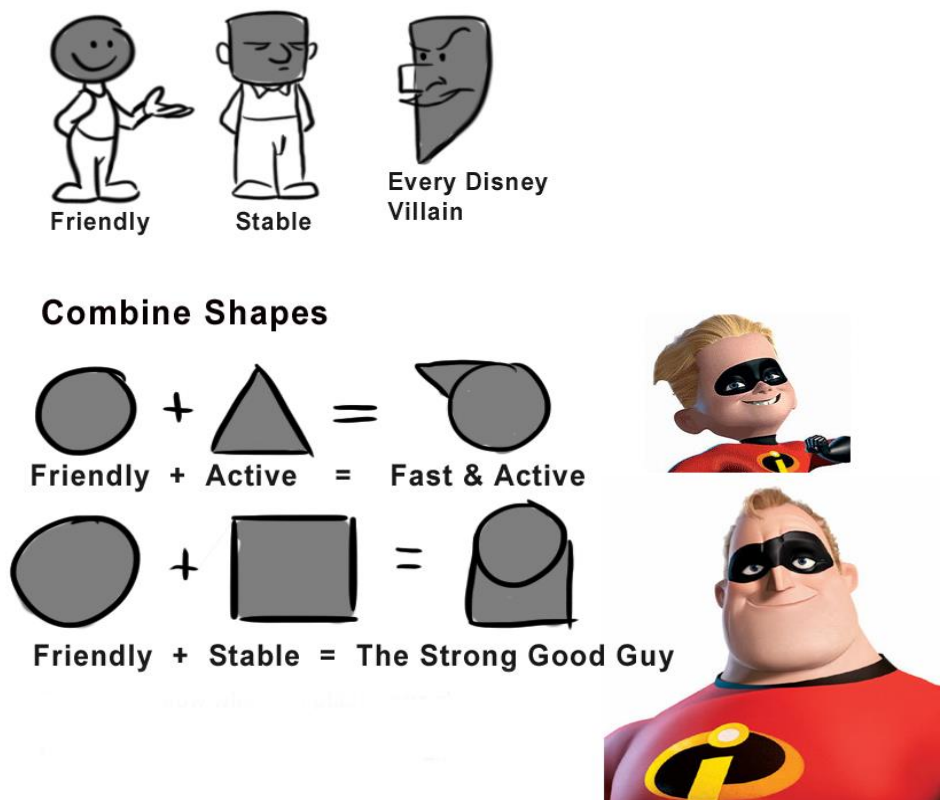 Friendly
Stable
Every Disney
Villain
Combine Shapes
+ =
Friendly + Active = Fast & Active
+ =
Friendly + Stable = The Strong Good Guy
i
i